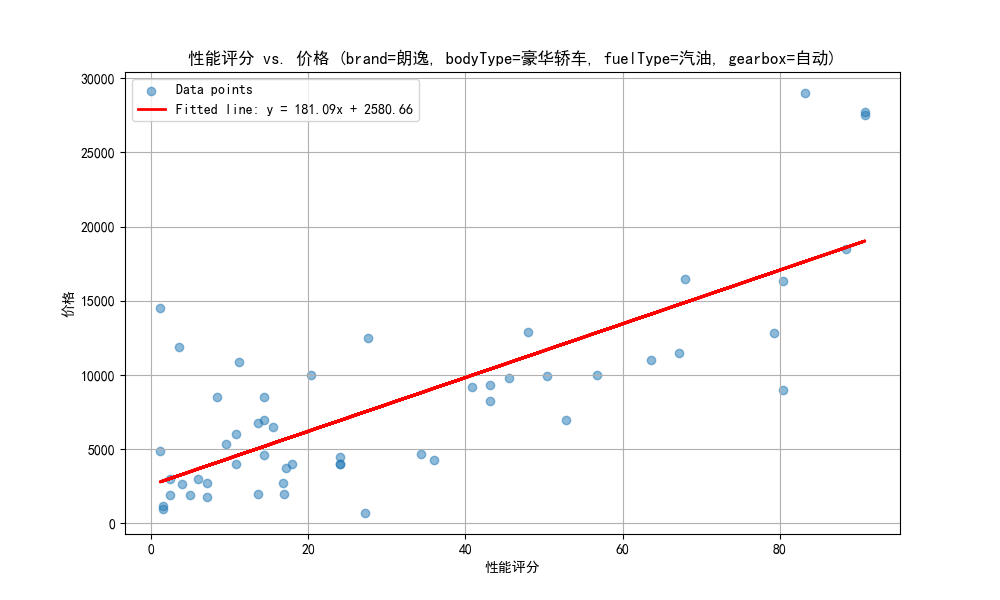 性能评分 vs. 价格 (brand=朗逸, bodyType=豪华轿车, fuelType=汽油, gearbox=自动)
Data points
Fitted line: y = 181.09x + 2580.66
30000
25000
20000
15000
10000
5000
0
价格
0 20 40 60 80
性能评分